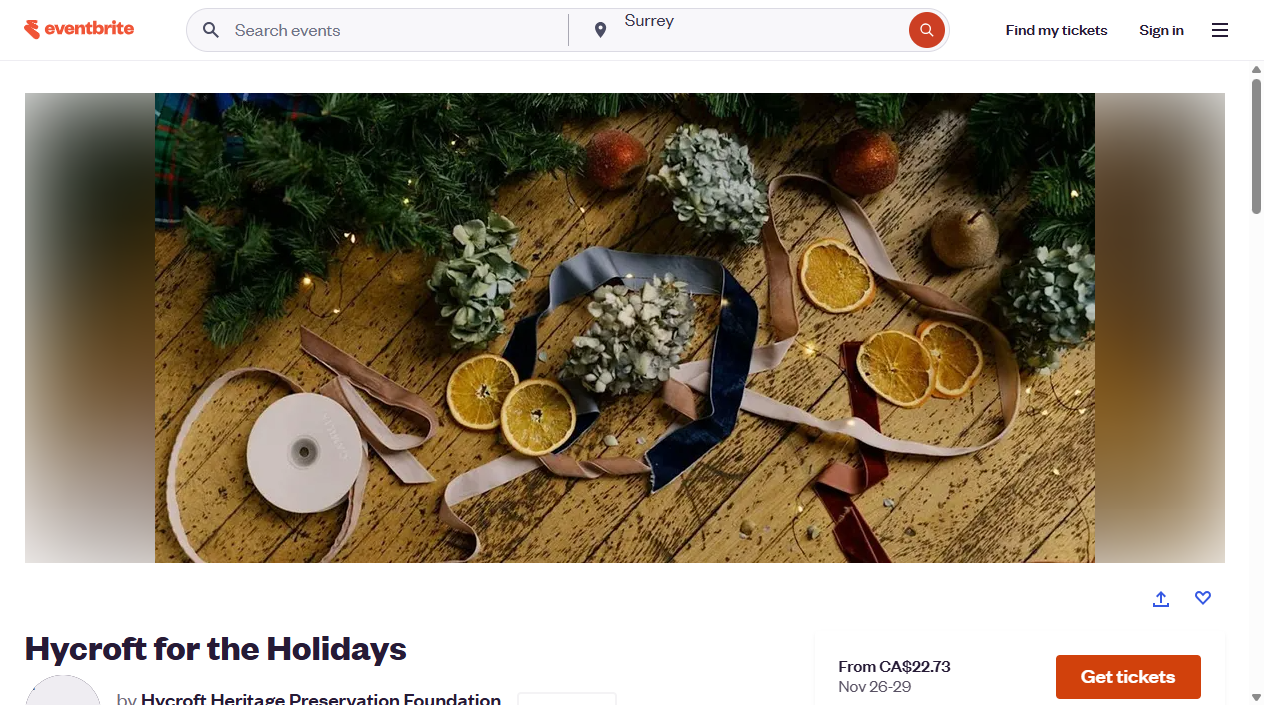 eventbrite
Search events
Surrey
Find my tickets
Sign in
Hycroft for the Holidays
by Hycroft Heritage Preservation Foundation
From CA$22.73
Nov 26-29
Get tickets